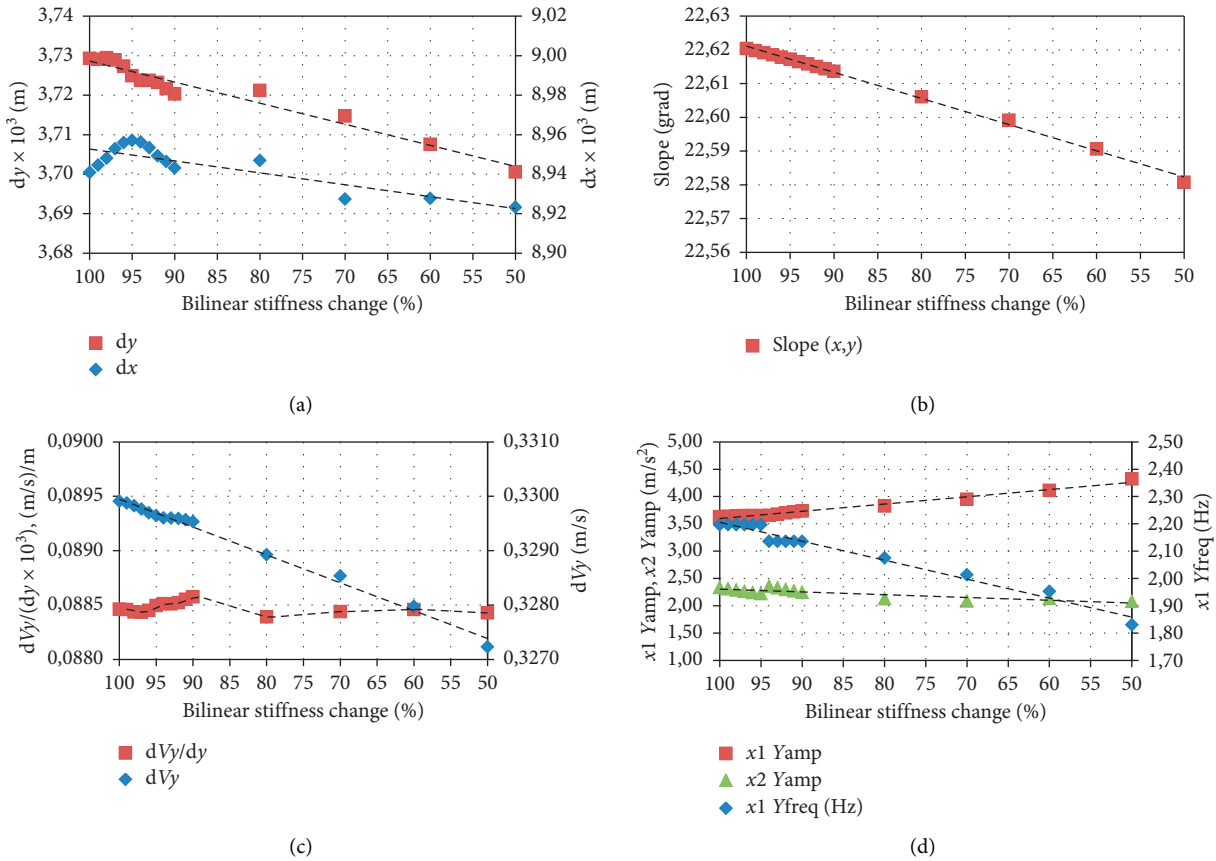 3,74
3,73
3,72
3,71
3,70
3,69
3,68
dy × 10³ (m)
9,02
9,00
8,98
8,96
8,94
8,92
8,90
dx × 10³ (m)
100 95 90 85 80 75 70 65 60 55 50
Bilinear stiffness change (%)
dy
dx
(a)
22,63
22,62
22,61
22,60
22,59
22,58
22,57
22,56
Slope (grad)
100 95 90 85 80 75 70 65 60 55 50
Bilinear stiffness change (%)
Slope (x,y)
(b)
0,0900
0,0895
0,0890
0,0885
0,0880
dVy/(dy × 10³), (m/s)/m
0,3310
0,3300
0,3290
0,3280
0,3270
dVy (m/s)
100 95 90 85 80 75 70 65 60 55 50
Bilinear stiffness change (%)
dVy/dy
dVy
(c)
5,00
4,50
4,00
3,50
3,00
2,50
2,00
1,50
1,00
x1 Yamp, x2 Yamp (m/s²)
2,50
2,40
2,30
2,20
2,10
2,00
1,90
1,80
1,70
x1 Yfreq (Hz)
100 95 90 85 80 75 70 65 60 55 50
Bilinear stiffness change (%)
x1 Yamp
x2 Yamp
x1 Yfreq (Hz)
(d)